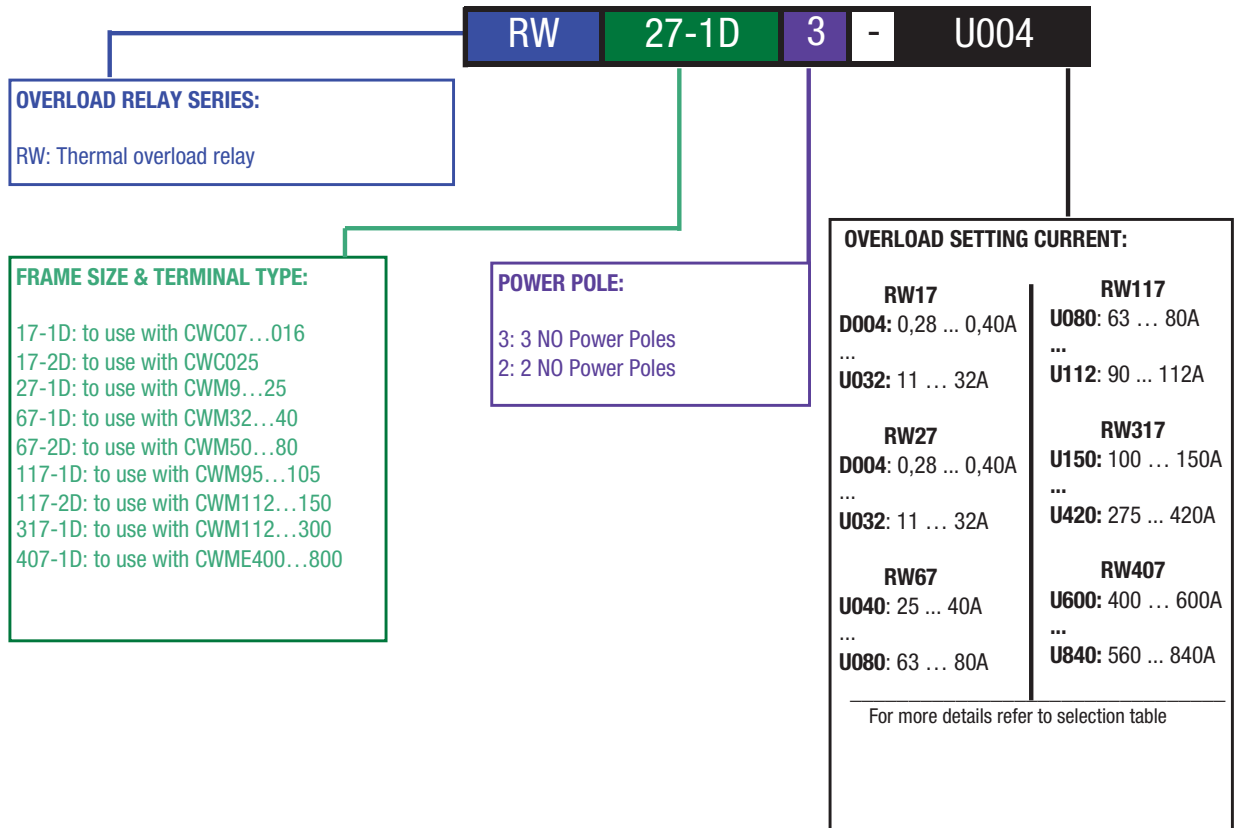 RW 27-1D 3 - U004
OVERLOAD RELAY SERIES:
RW: Thermal overload relay
FRAME SIZE & TERMINAL TYPE:
17-1D: to use with CWC07…016
17-2D: to use with CWC025
27-1D: to use with CWM9…25
67-1D: to use with CWM32…40
67-2D: to use with CWM50…80
117-1D: to use with CWM95…105
117-2D: to use with CWM112…150
317-1D: to use with CWM112…300
407-1D: to use with CWME400…800
POWER POLE:
3: 3 NO Power Poles
2: 2 NO Power Poles
OVERLOAD SETTING CURRENT:
RW17
D004: 0,28 ... 0,40A
...
U032: 11 … 32A
RW27
D004: 0,28 ... 0,40A
...
U032: 11 … 32A
RW67
U040: 25 ... 40A
...
U080: 63 … 80A
RW117
U080: 63 … 80A
...
U112: 90 ... 112A
RW317
U150: 100 … 150A
...
U420: 275 ... 420A
RW407
U600: 400 … 600A
...
U840: 560 ... 840A
For more details refer to selection table